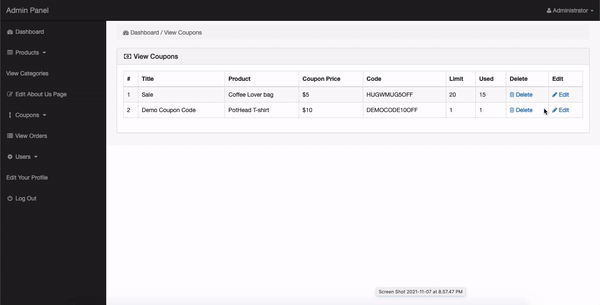 Admin Panel
Administrator
Dashboard
Products
View Categories
Edit About Us Page
Coupons
View Orders
Users
Edit Your Profile
Log Out
Dashboard / View Coupons
View Coupons
# Title Product Coupon Price Code Limit Used Delete Edit
1 Sale Coffee Lover bag $5 HUGWMUG5OFF 20 15 Delete Edit
2 Demo Coupon Code PotHead T-shirt $10 DEMOCODE10OFF 1 1 Delete Edit
Screen Shot 2021-11-07 at 8.57.47 PM